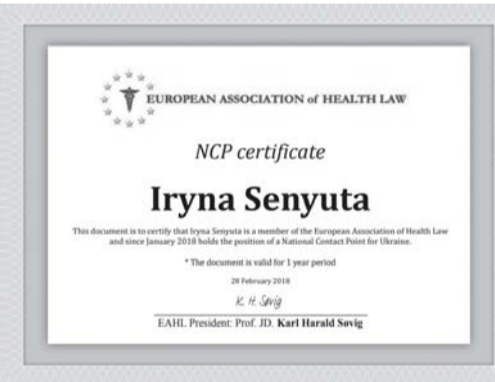 EUROPEAN ASSOCIATION of HEALTH LAW
NCP certificate
Iryna Senyuta
This document is to certify that Iryna Senyuta is a member of the European Association of Health Law
and since January 2018 holds the position of a National Contact Point for Ukraine.
* The document is valid for 1 year period
28 February 2018
K. H. Søvig
EAHL President: Prof. JD. Karl Harald Søvig